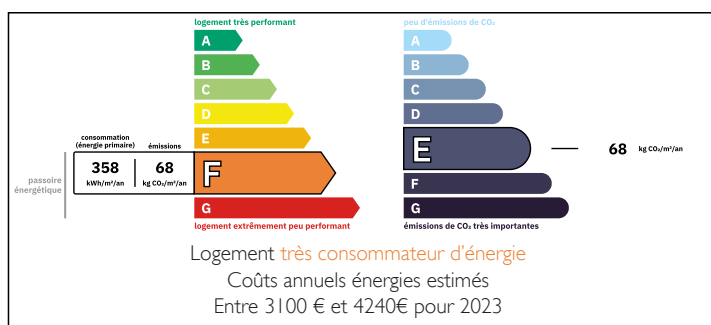 logement très performant
A
B
C
D
E
consommation
(énergie primaire)
émissions
358
kWh/m²/an
68
kg CO₂/m²/an
F
passoire
énergétique
G
logement extrêmement peu performant
peu d'émissions de CO₂
A
B
C
D
E
68 kg CO₂/m²/an
F
G
émissions de CO₂ très importantes
Logement très consommateur d'énergie
Coûts annuels énergies estimés
Entre 3100 € et 4240€ pour 2023